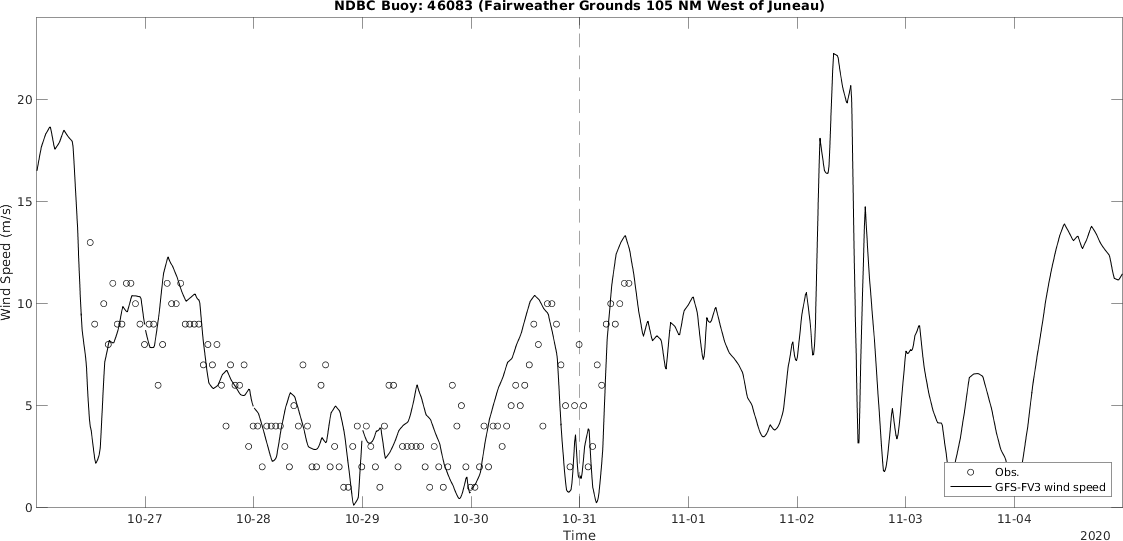 NDBC Buoy: 46083 (Fairweather Grounds 105 NM West of Juneau)
Wind Speed (m/s)
20
15
10
5
0
10-27 10-28 10-29 10-30 10-31 11-01 11-02 11-03 11-04
Time
2020
Obs.
GFS-FV3 wind speed